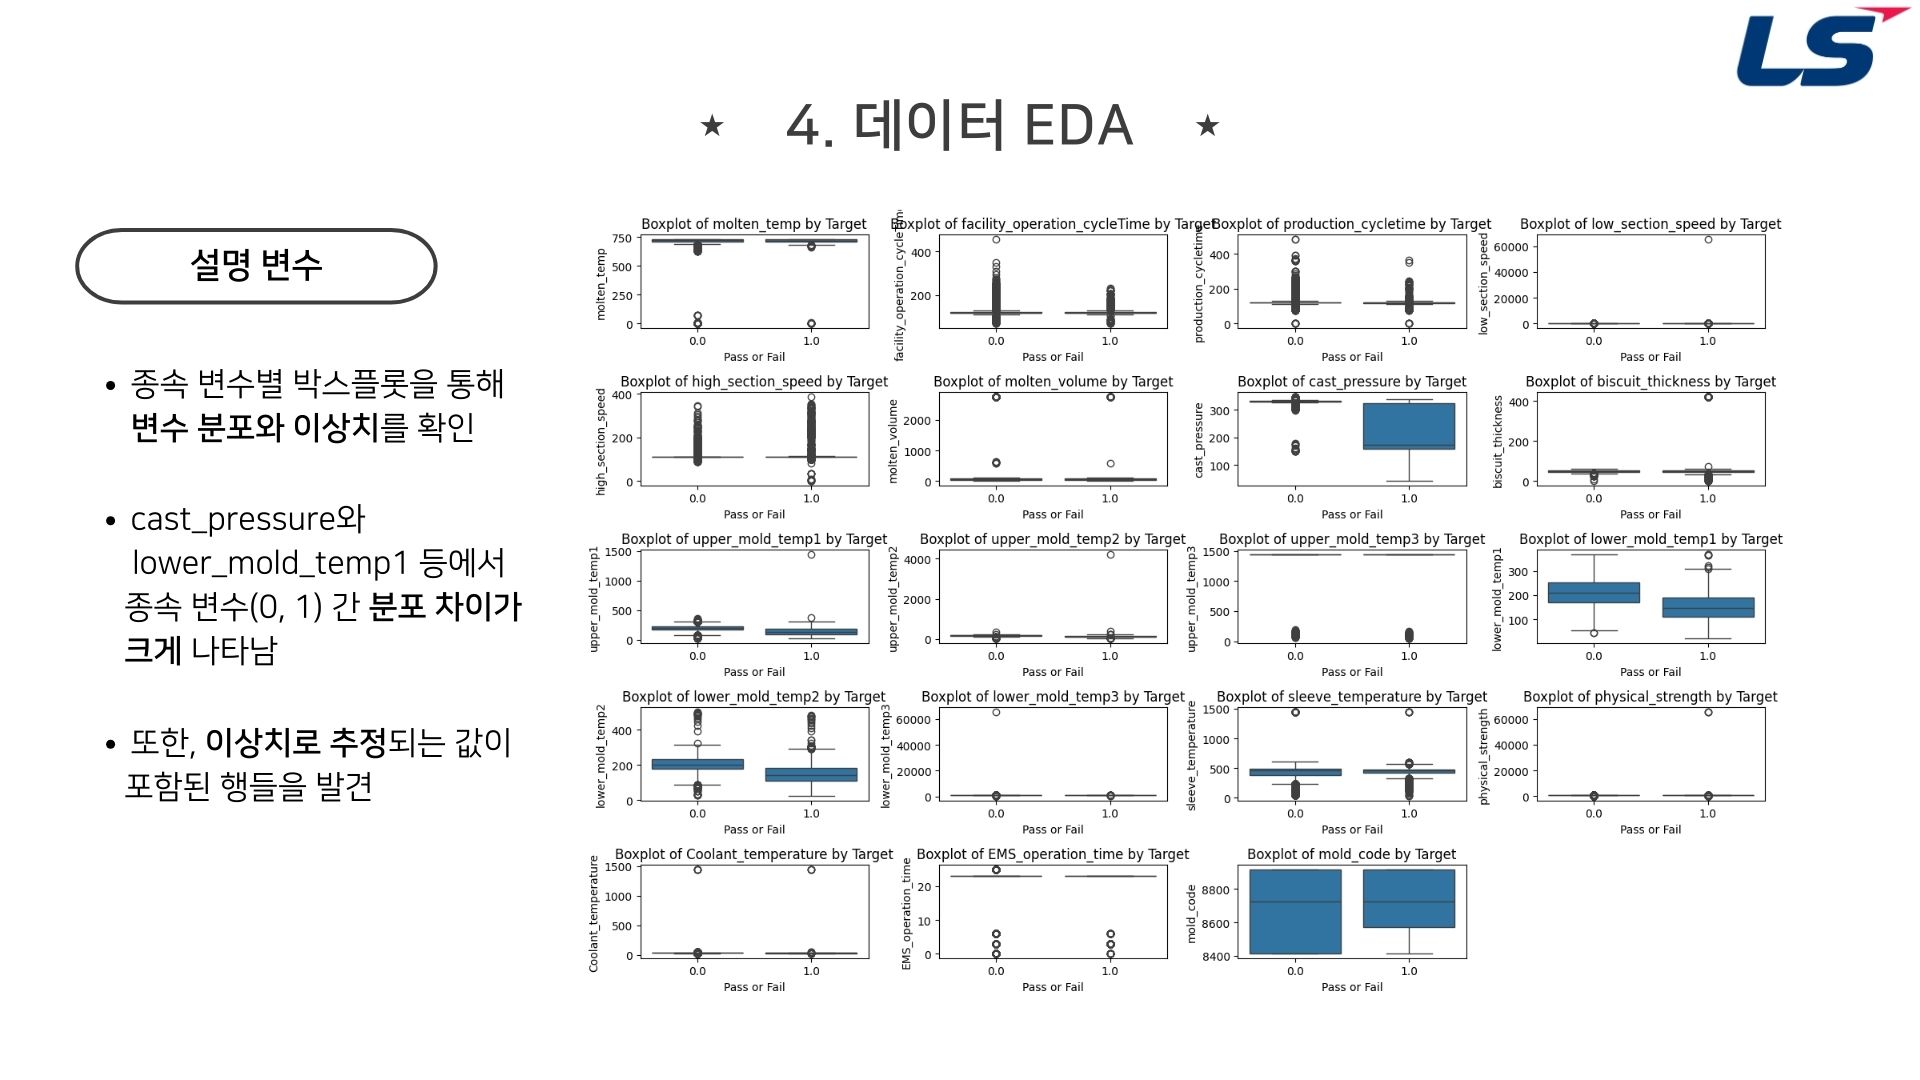 LS
★ 4. 데이터 EDA ★
설명 변수
• 종속 변수별 박스플롯을 통해
변수 분포와 이상치를 확인
• cast_pressure와
lower_mold_temp1 등에서
종속 변수(0, 1) 간 분포 차이가
크게 나타남
• 또한, 이상치로 추정되는 값이
포함된 행들을 발견
Boxplot of molten_temp by Target
molten_temp
750
500
250
0
0.0 1.0
Pass or Fail
Boxplot of facility_operation_cycleTime by Target
facility_operation_cycleTime
400
200
0.0 1.0
Pass or Fail
Boxplot of production_cycletime by Target
production_cycletime
400
200
0
0.0 1.0
Pass or Fail
Boxplot of low_section_speed by Target
low_section_speed
60000
40000
20000
0
0.0 1.0
Pass or Fail
Boxplot of high_section_speed by Target
high_section_speed
400
200
0
0.0 1.0
Pass or Fail
Boxplot of molten_volume by Target
molten_volume
2000
1000
0
0.0 1.0
Pass or Fail
Boxplot of cast_pressure by Target
cast_pressure
300
200
100
0.0 1.0
Pass or Fail
Boxplot of biscuit_thickness by Target
biscuit_thickness
400
200
0
0.0 1.0
Pass or Fail
Boxplot of upper_mold_temp1 by Target
upper_mold_temp1
1500
1000
500
0
0.0 1.0
Pass or Fail
Boxplot of upper_mold_temp2 by Target
upper_mold_temp2
4000
2000
0
0.0 1.0
Pass or Fail
Boxplot of upper_mold_temp3 by Target
upper_mold_temp3
1500
1000
500
0
0.0 1.0
Pass or Fail
Boxplot of lower_mold_temp1 by Target
lower_mold_temp1
300
200
100
0.0 1.0
Pass or Fail
Boxplot of lower_mold_temp2 by Target
lower_mold_temp2
400
200
0
0.0 1.0
Pass or Fail
Boxplot of lower_mold_temp3 by Target
lower_mold_temp3
60000
40000
20000
0
0.0 1.0
Pass or Fail
Boxplot of sleeve_temperature by Target
sleeve_temperature
1500
1000
500
0
0.0 1.0
Pass or Fail
Boxplot of physical_strength by Target
physical_strength
60000
40000
20000
0
0.0 1.0
Pass or Fail
Boxplot of Coolant_temperature by Target
Coolant_temperature
1500
1000
500
0
0.0 1.0
Pass or Fail
Boxplot of EMS_operation_time by Target
EMS_operation_time
20
10
0
0.0 1.0
Pass or Fail
Boxplot of mold_code by Target
mold_code
8800
8600
8400
0.0 1.0
Pass or Fail